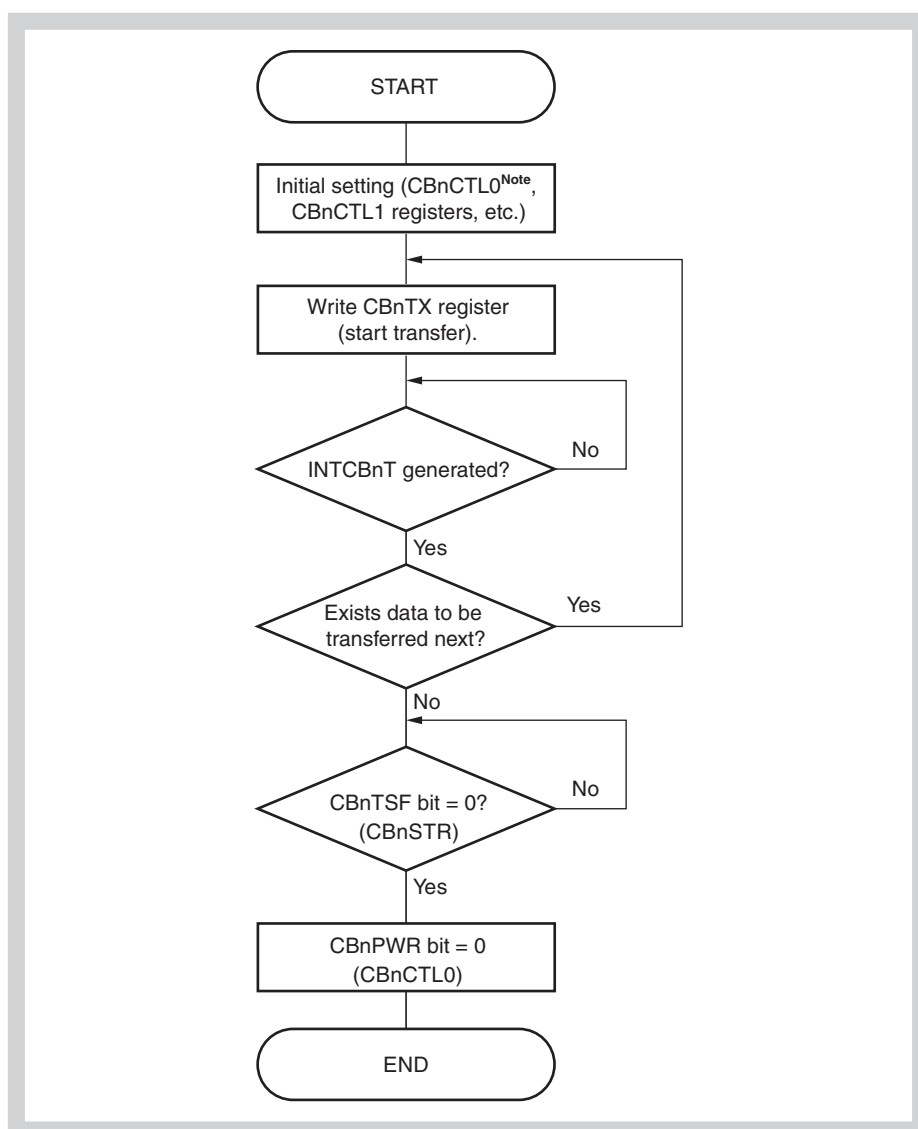 START
Initial setting (CBnCTL0Note,
CBnCTL1 registers, etc.)
Write CBnTX register
(start transfer).
INTCBnT generated?
No
Yes
Exists data to be
transferred next?
Yes
No
CBnTSF bit = 0?
(CBnSTR)
No
Yes
CBnPWR bit = 0
(CBnCTL0)
END